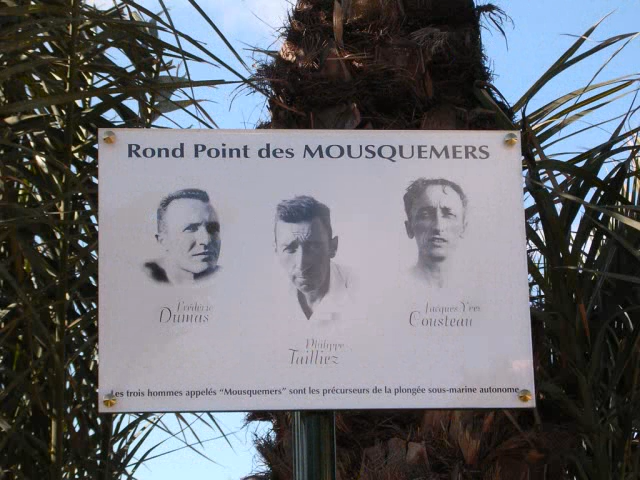 Rond Point des MOUSQUEMERS
Frédéric
Dumas
Philippe
Tailliez
Jacques Yves
Cousteau
Les trois hommes appelés “Mousquemers” sont les précurseurs de la plongée sous-marine autonome